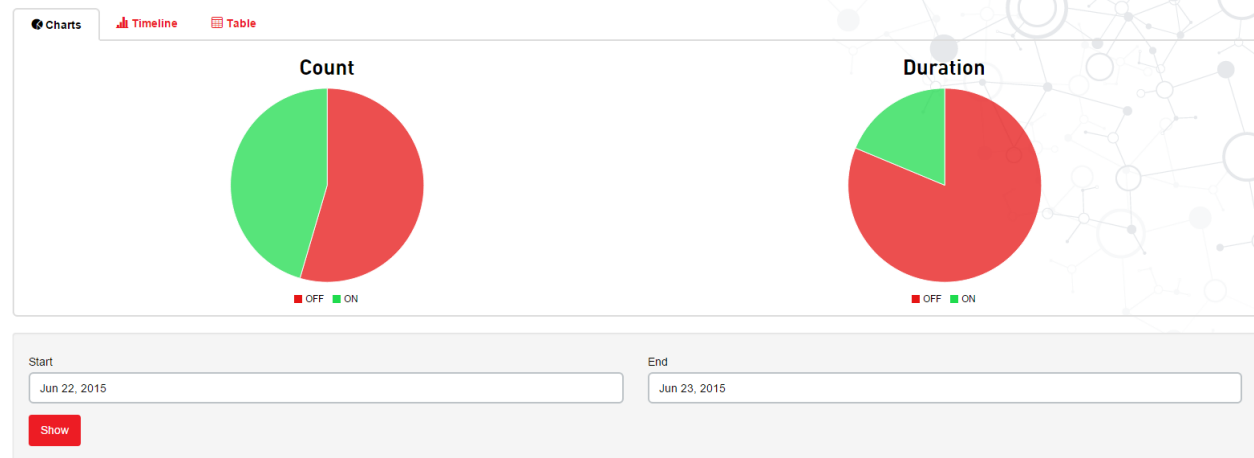 Charts Timeline Table
Count Duration
OFF ON OFF ON
Start End
Jun 22, 2015 Jun 23, 2015
Show